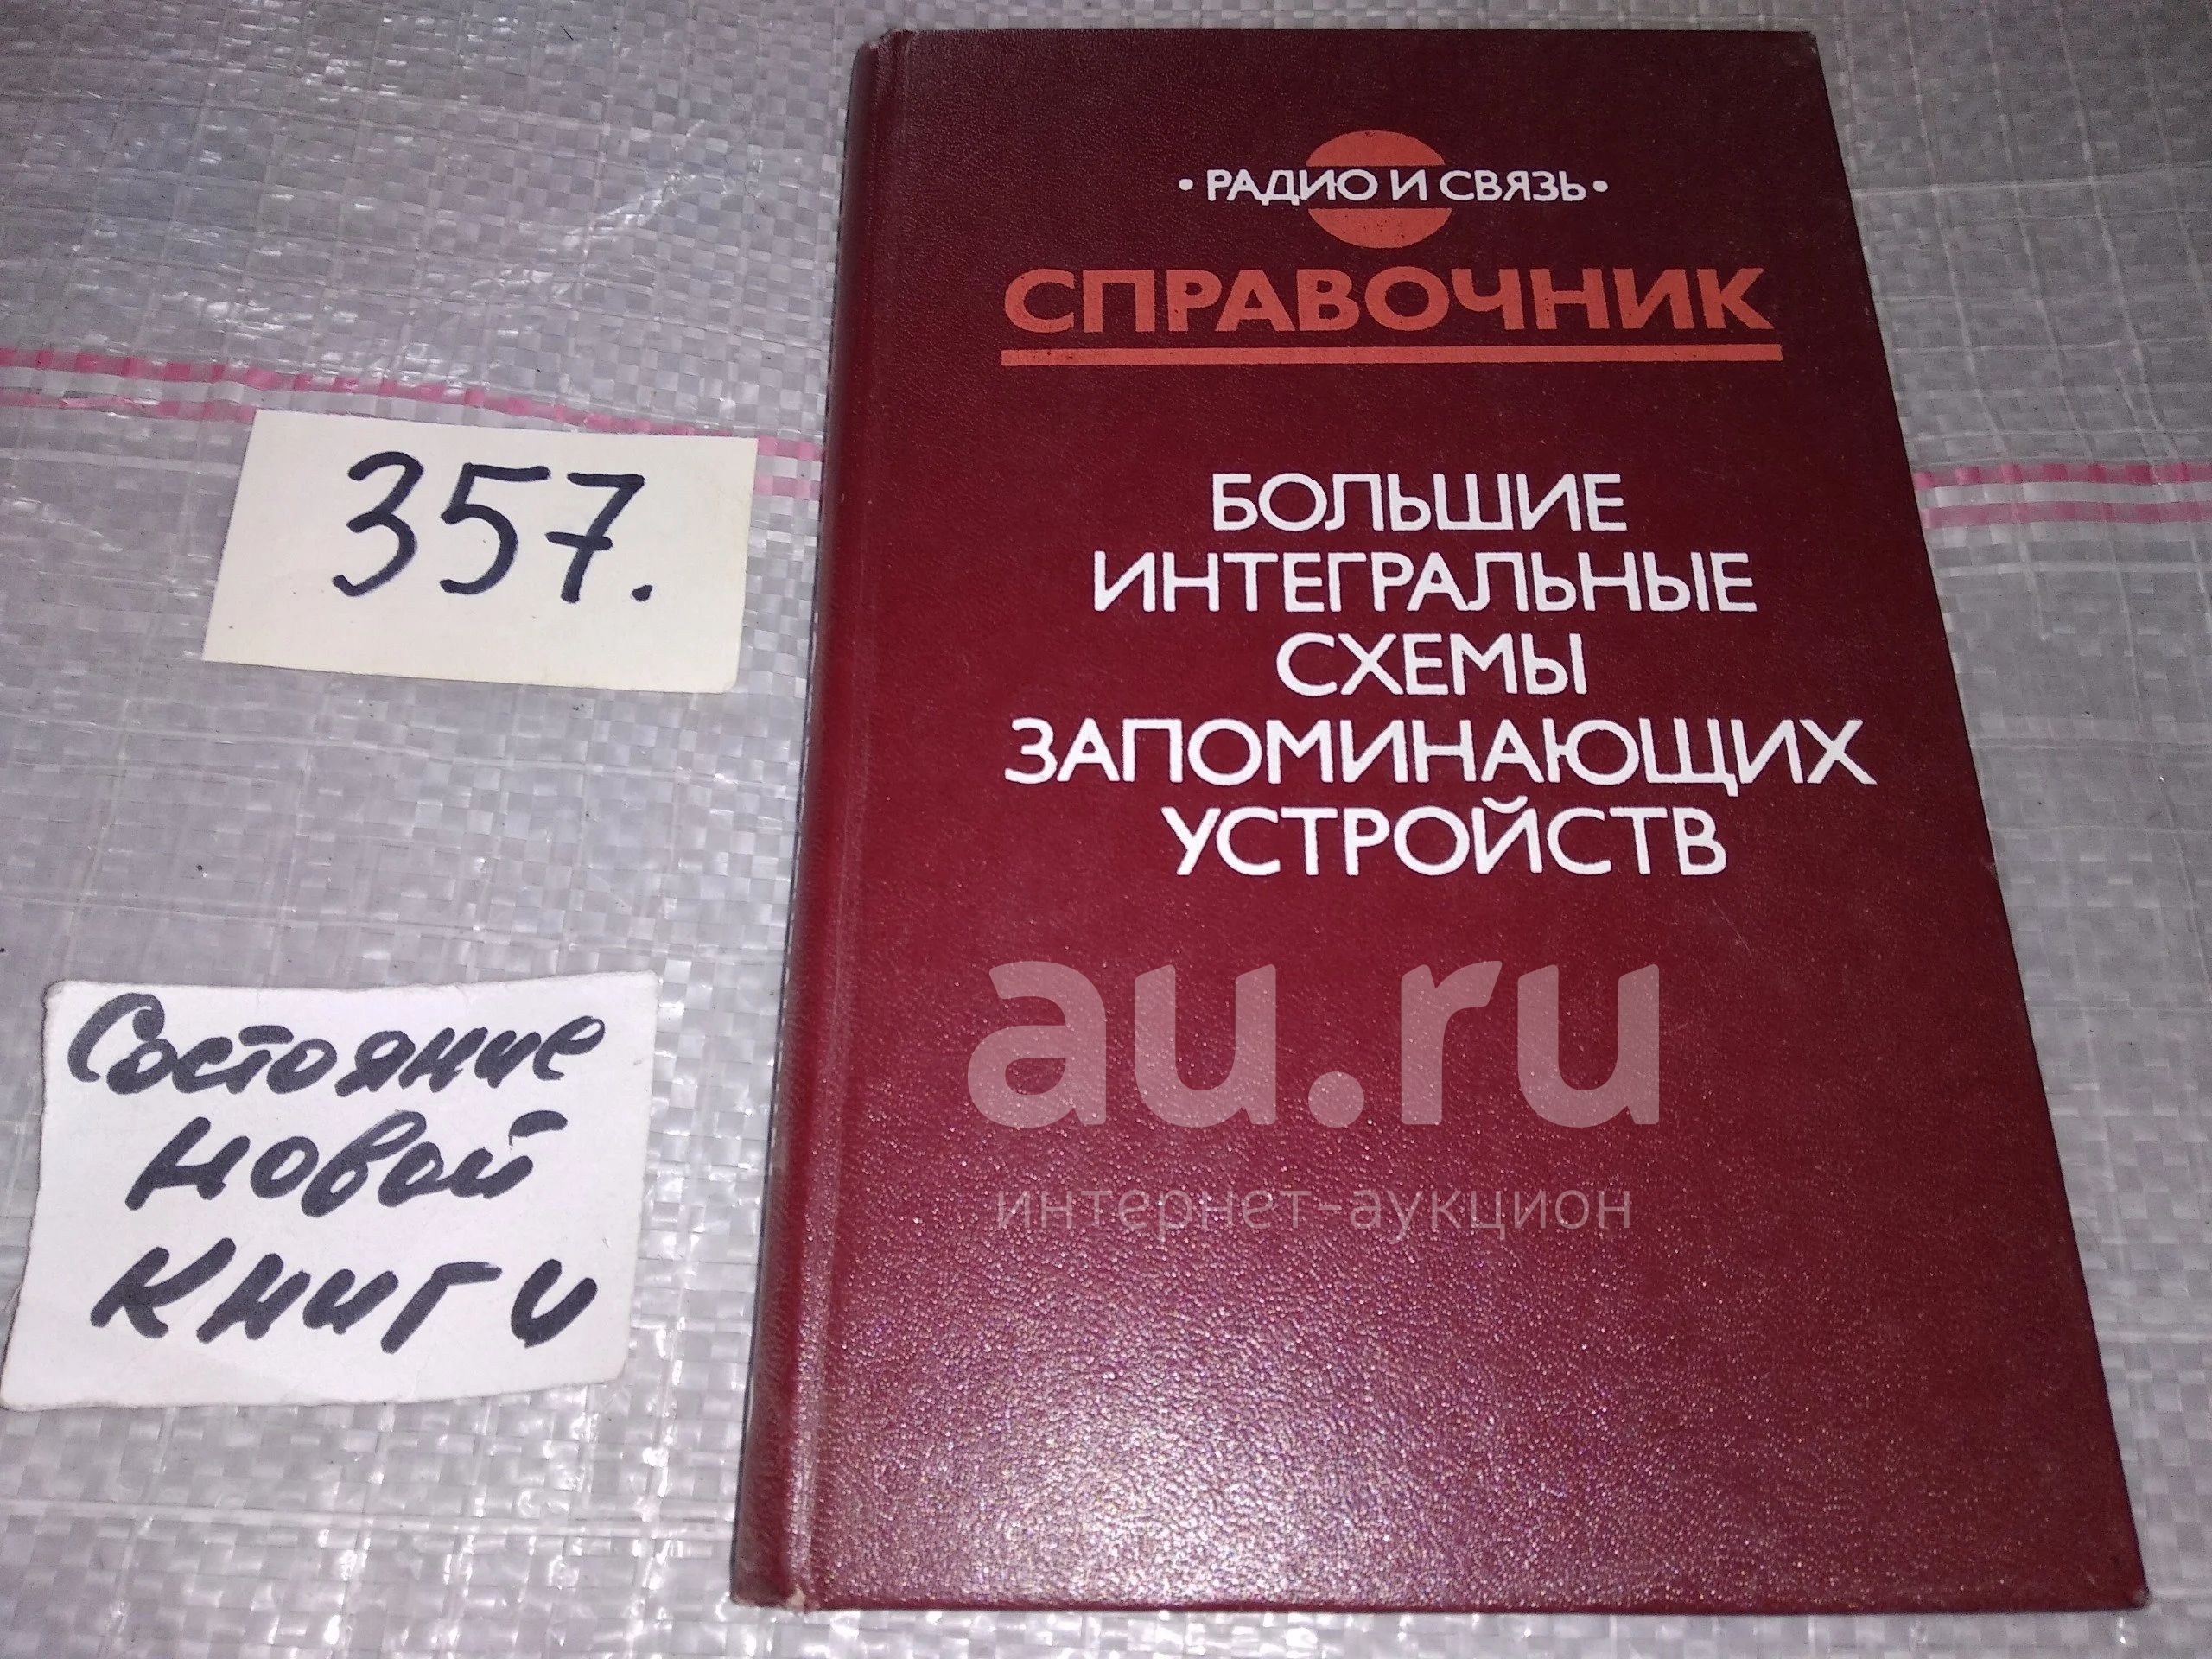 • РАДИО И СВЯЗЬ •
СПРАВОЧНИК
БОЛЬШИЕ
ИНТЕГРАЛЬНЫЕ
СХЕМЫ
ЗАПОМИНАЮЩИХ
УСТРОЙСТВ
357.
Состояние
новой
книги
au.ru
интернет-аукцион